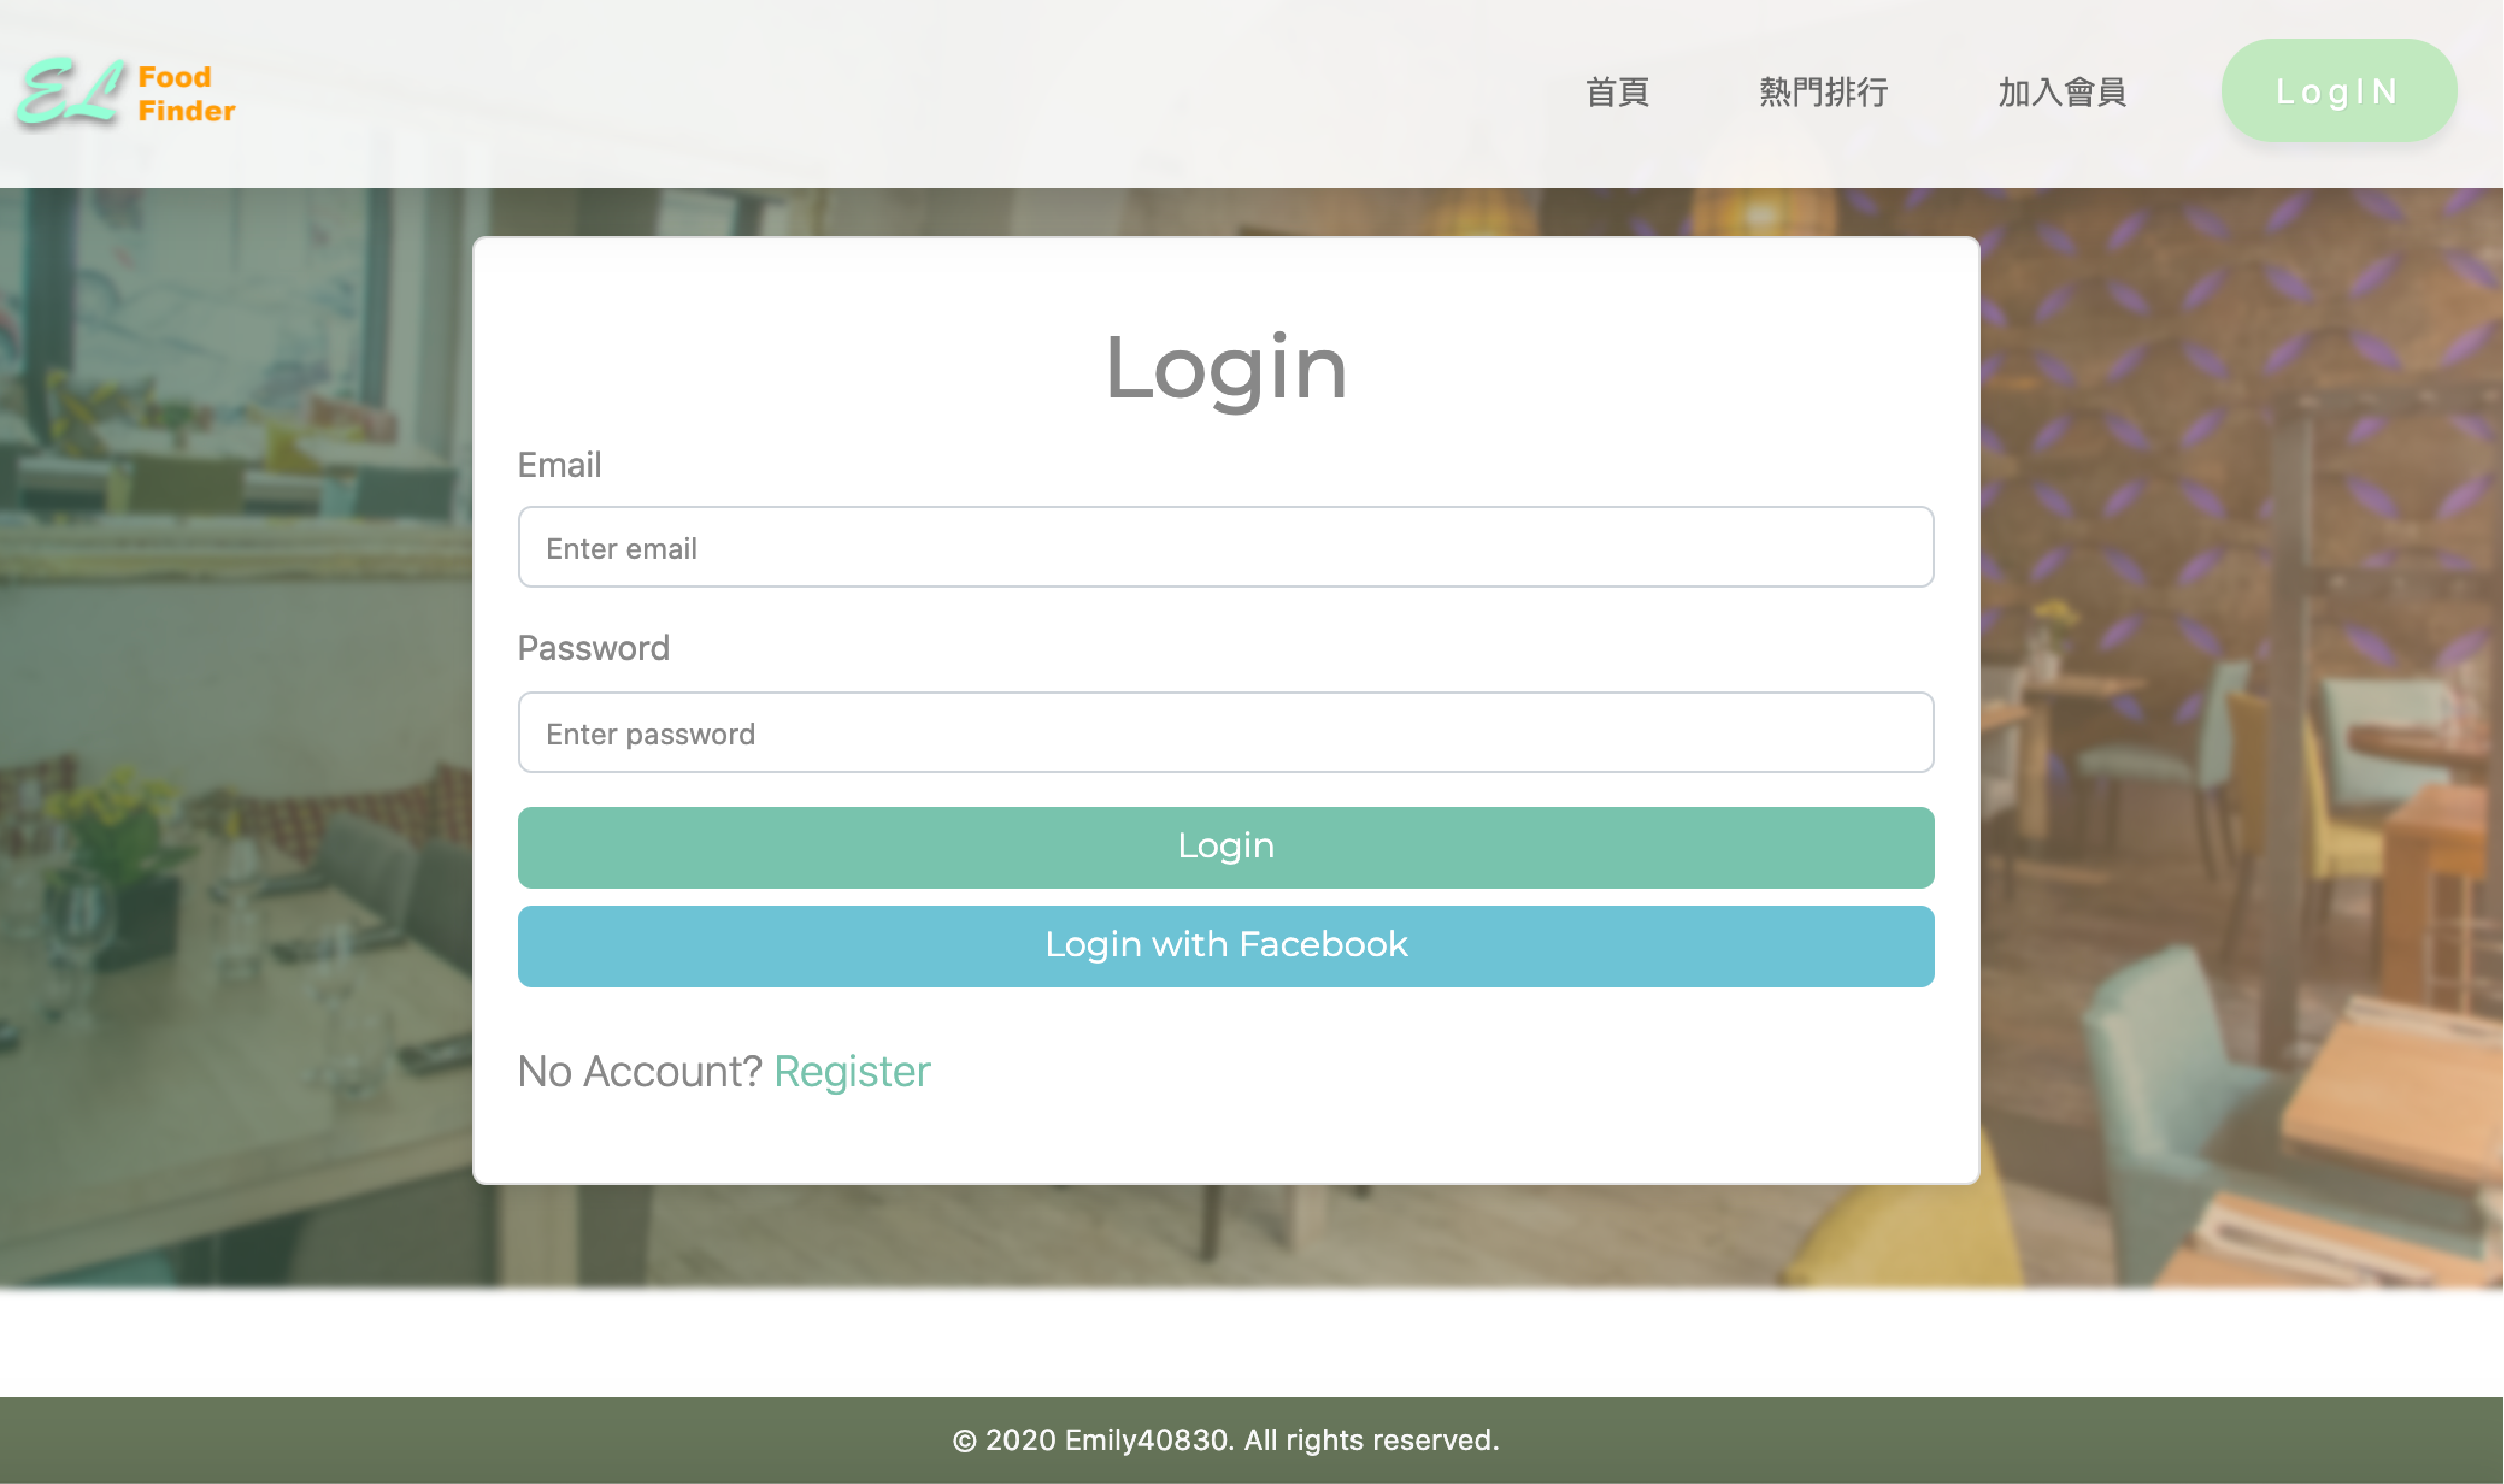 EL Food Finder
首頁
熱門排行
加入會員
LogIN
Login
Email
Enter email
Password
Enter password
Login
Login with Facebook
No Account? Register
© 2020 Emily40830. All rights reserved.